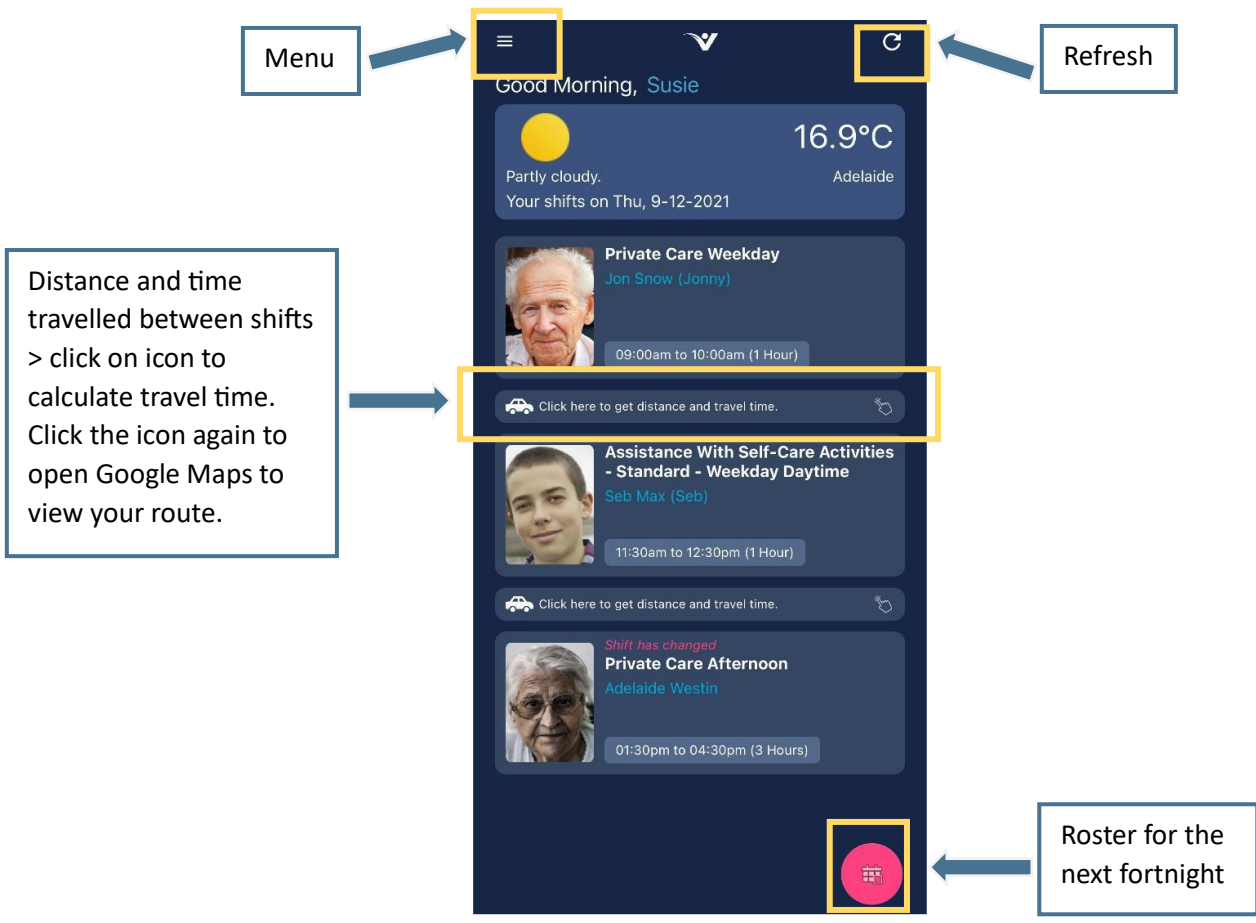 Menu
Refresh
Good Morning, Susie
16.9°C
Partly cloudy.
Adelaide
Your shifts on Thu, 9-12-2021
Private Care Weekday
Jon Snow (Jonny)
09:00am to 10:00am (1 Hour)
Distance and time
travelled between shifts
> click on icon to
calculate travel time.
Click the icon again to
open Google Maps to
view your route.
Click here to get distance and travel time.
Assistance With Self-Care Activities
- Standard - Weekday Daytime
Seb Max (Seb)
11:30am to 12:30pm (1 Hour)
Click here to get distance and travel time.
Shift has changed
Private Care Afternoon
Adelaide Westin
01:30pm to 04:30pm (3 Hours)
Roster for the
next fortnight